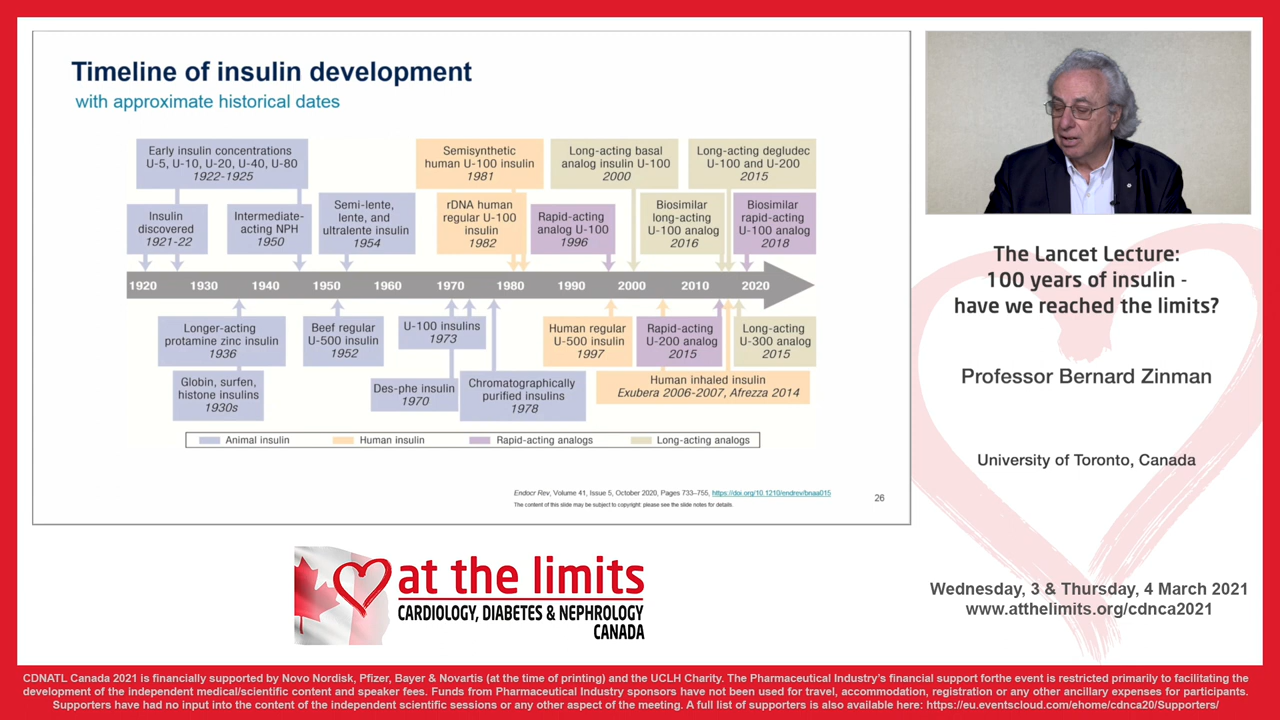 Timeline of insulin development
with approximate historical dates
Early insulin concentrations
U-5, U-10, U-20, U-40, U-80
1922-1925
Semisynthetic
human U-100 insulin
1981
Long-acting basal
analog insulin U-100
2000
Long-acting degludec
U-100 and U-200
2015
Insulin
discovered
1921-22
Intermediate-
acting NPH
1950
Semi-lente,
lente, and
ultralente insulin
1954
rDNA human
regular U-100
insulin
1982
Rapid-acting
analog U-100
1996
Biosimilar
long-acting
U-100 analog
2016
Biosimilar
rapid-acting
U-100 analog
2018
1920 1930 1940 1950 1960 1970 1980 1990 2000 2010 2020
Longer-acting
protamine zinc insulin
1936
Beef regular
U-500 insulin
1952
U-100 insulins
1973
Human regular
U-500 insulin
1997
Rapid-acting
U-200 analog
2015
Long-acting
U-300 analog
2015
Globin, surfen,
histone insulins
1930s
Des-phe insulin
1970
Chromatographically
purified insulins
1978
Human inhaled insulin
Exubera 2006-2007, Afrezza 2014
Animal insulin Human insulin Rapid-acting analogs Long-acting analogs
Endocr Rev, Volume 41, Issue 5, October 2020, Pages 733–755, https://doi.org/10.1210/endrev/bnaa015
The content of this slide may be subject to copyright: please see the slide notes for details.
26
The Lancet Lecture:
100 years of insulin -
have we reached the limits?
Professor Bernard Zinman
University of Toronto, Canada
at the limits
CARDIOLOGY, DIABETES & NEPHROLOGY
CANADA
Wednesday, 3 & Thursday, 4 March 2021
www.atthelimits.org/cdnca2021
CDNATL Canada 2021 is financially supported by Novo Nordisk, Pfizer, Bayer & Novartis (at the time of printing) and the UCLH Charity. The Pharmaceutical Industry's financial support forthe event is restricted primarily to facilitating the
development of the independent medical/scientific content and speaker fees. Funds from Pharmaceutical Industry sponsors have not been used for travel, accommodation, registration or any other ancillary expenses for participants.
Supporters have had no input into the content of the independent scientific sessions or any other aspect of the meeting. A full list of supporters is also available here: https://eu.eventscloud.com/ehome/cdnca20/Supporters/